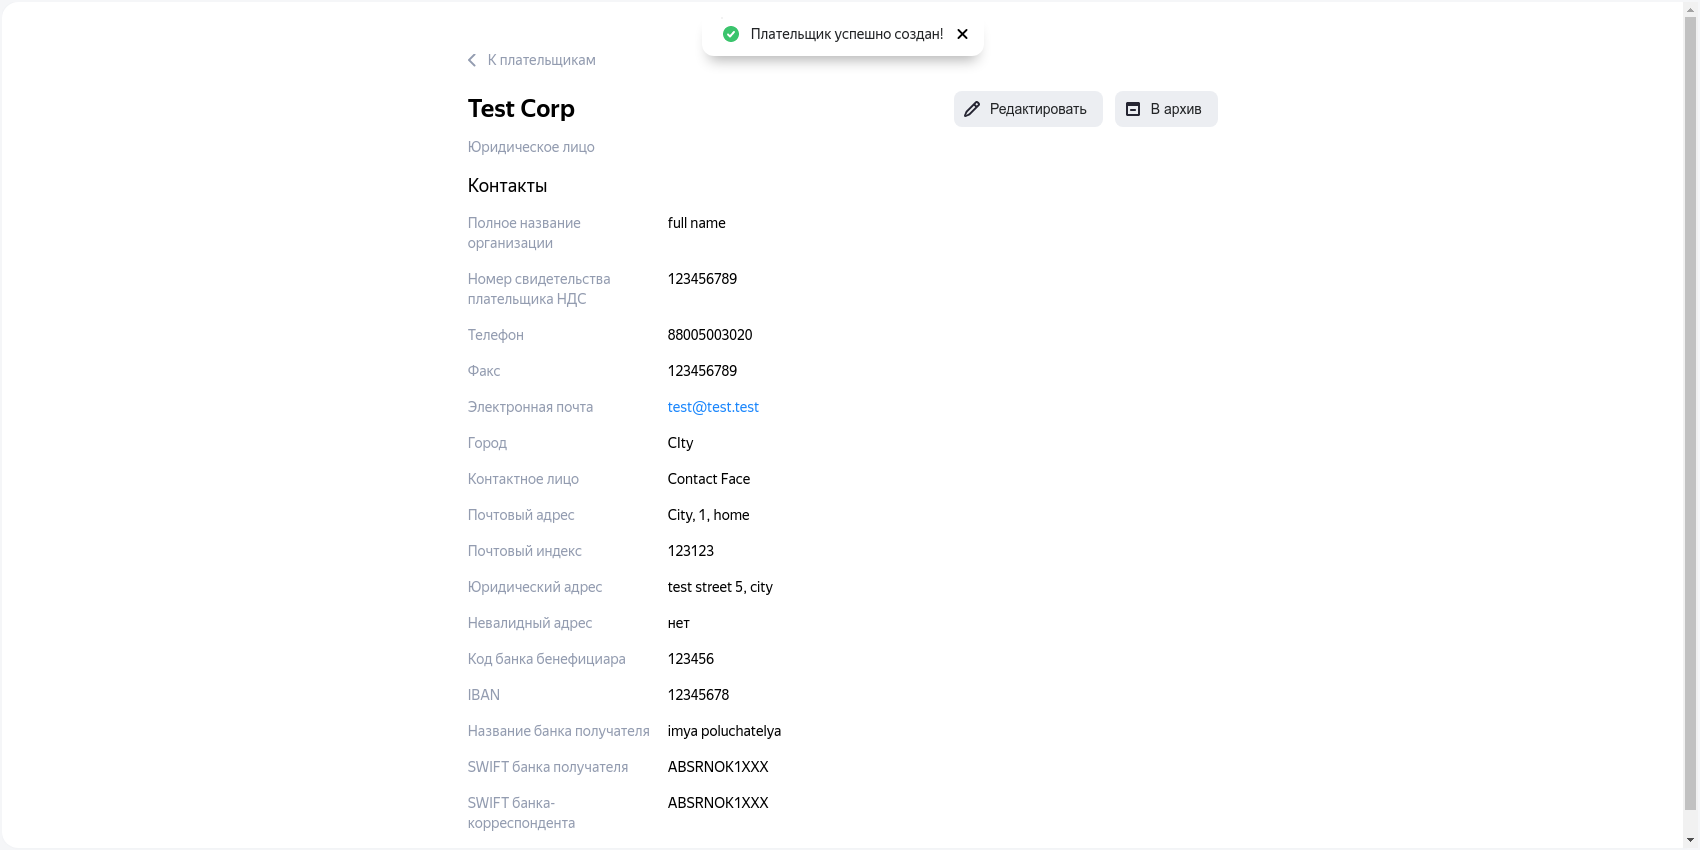 Плательщик успешно создан!
К плательщикам
Test Corp
Редактировать
В архив
Юридическое лицо
Контакты
Полное название
организации
full name
Номер свидетельства
плательщика НДС
123456789
Телефон
88005003020
Факс
123456789
Электронная почта
test@test.test
Город
CIty
Контактное лицо
Contact Face
Почтовый адрес
City, 1, home
Почтовый индекс
123123
Юридический адрес
test street 5, city
Невалидный адрес
нет
Код банка бенефициара
123456
IBAN
12345678
Название банка получателя
imya poluchatelya
SWIFT банка получателя
ABSRNOK1XXX
SWIFT банка-
корреспондента
ABSRNOK1XXX